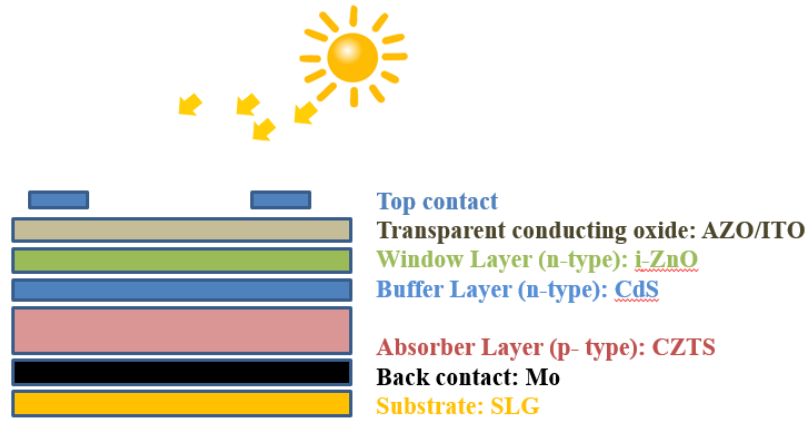 Top contact
Transparent conducting oxide: AZO/ITO
Window Layer (n-type): i-ZnO
Buffer Layer (n-type): CdS
Absorber Layer (p- type): CZTS
Back contact: Mo
Substrate: SLG